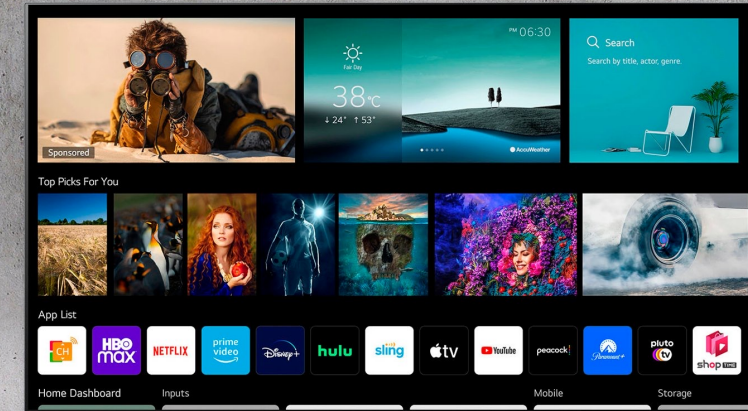 PM 06:30
Search
Fair Day
Search by title, actor, genre.
38°C
↓ 24° ↑ 53°
Sponsored
AccuWeather
Top Picks For You
App List
CH
HBO
max
NETFLIX
prime
video
Disney+
hulu
sling
tv
YouTube
peacock
Paramount+
pluto
tv
shop TIME
Home Dashboard
Inputs
Mobile
Storage